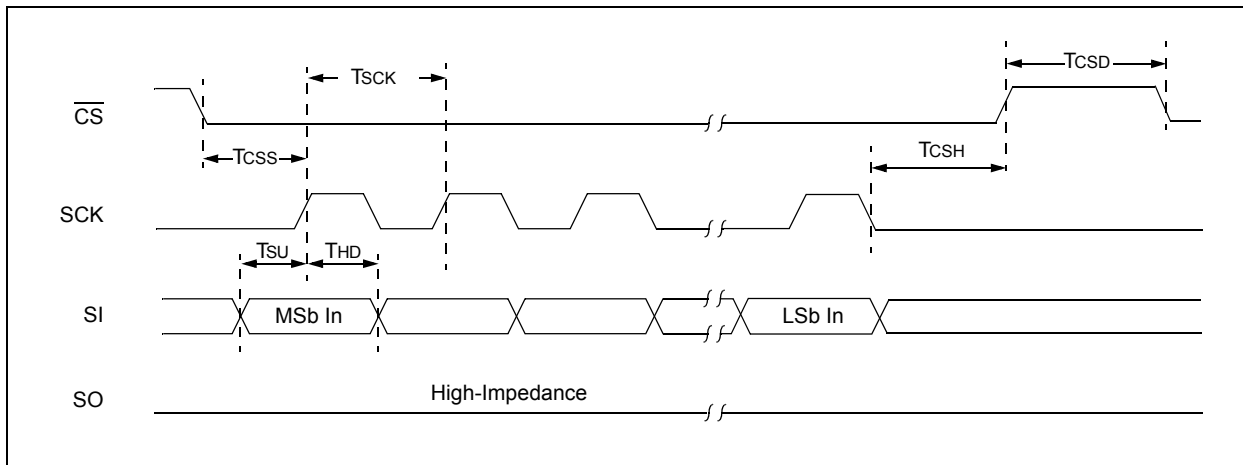 TSCK
TCSD
CS
TCSS
TCSH
SCK
TSU
THD
SI
MSb In
LSb In
High-Impedance
SO